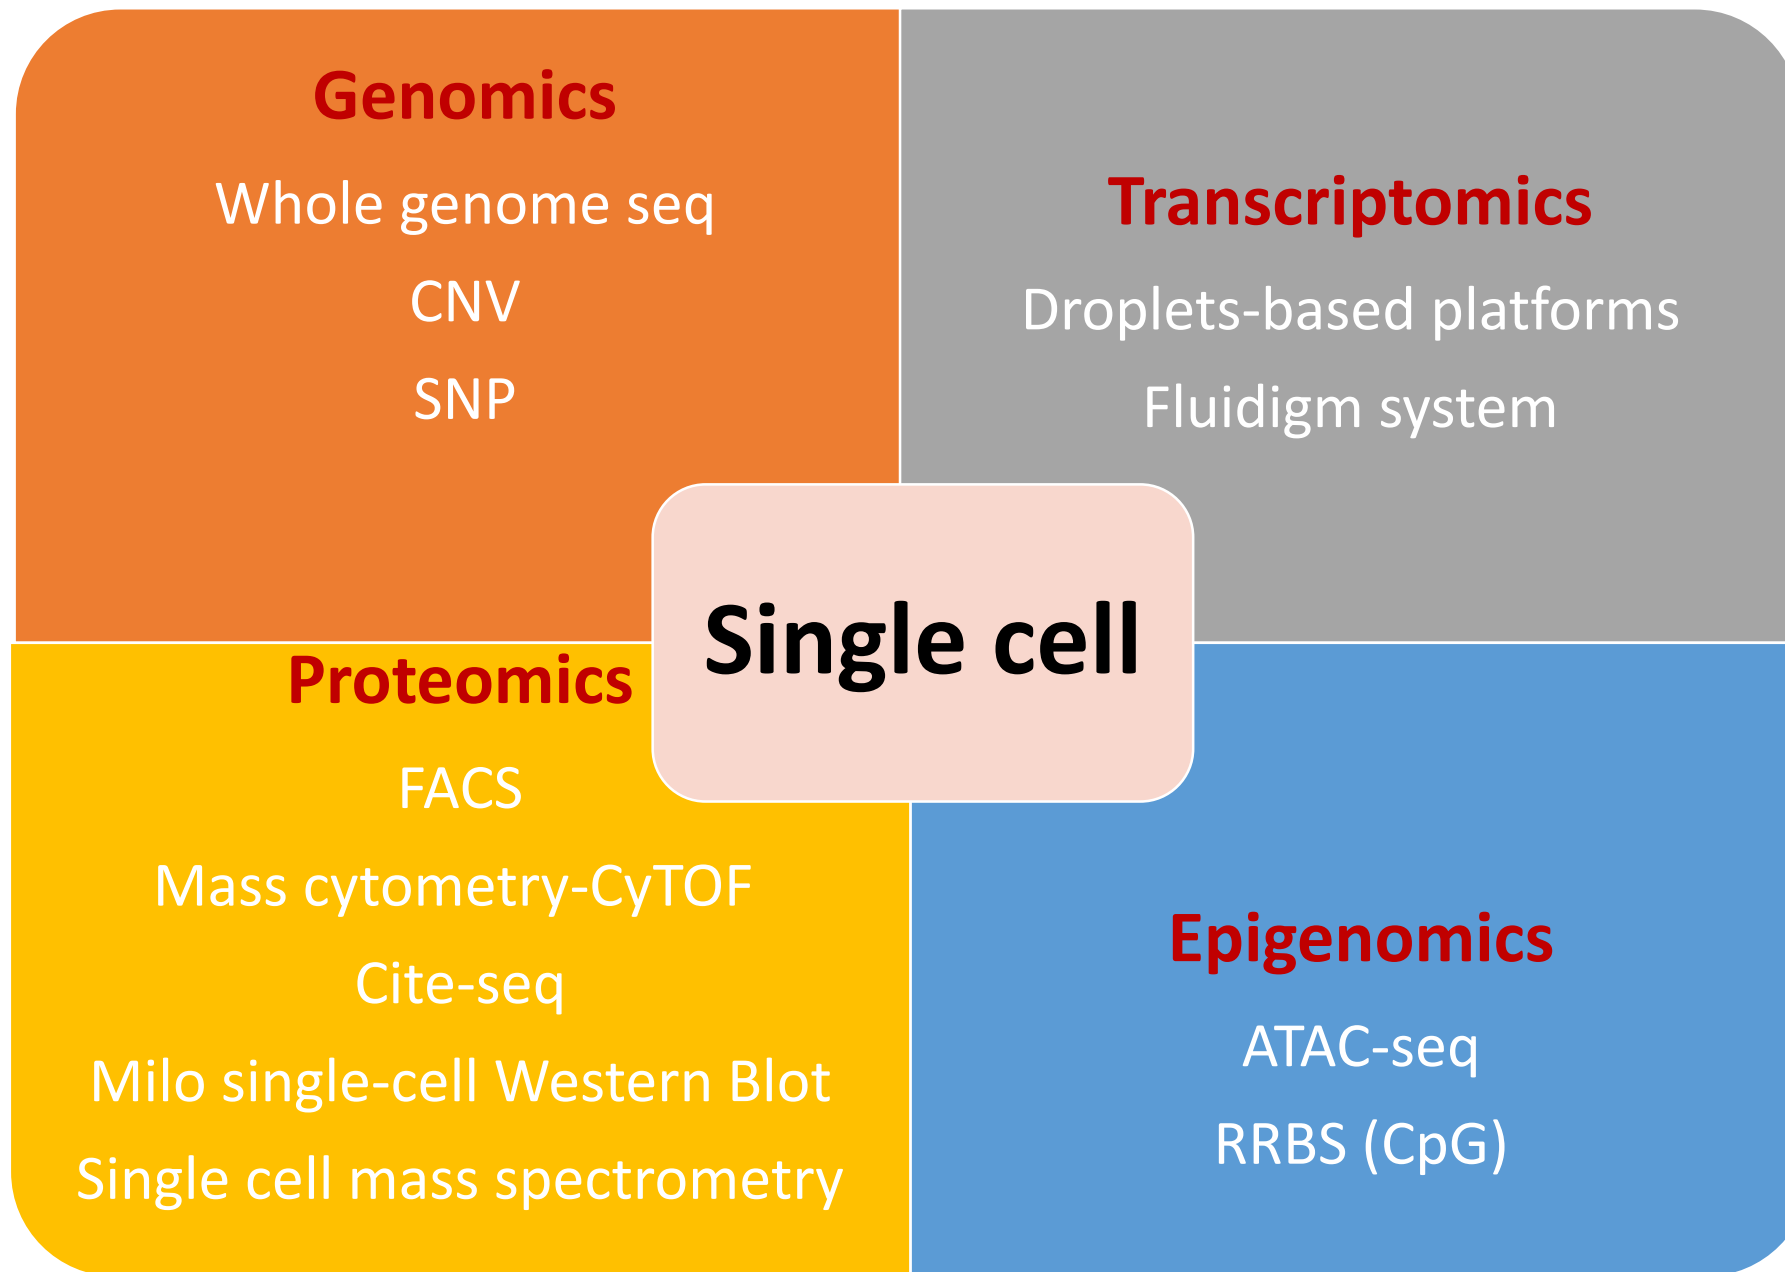 Genomics
Whole genome seq
CNV
SNP
Transcriptomics
Droplets-based platforms
Fluidigm system
Single cell
Proteomics
FACS
Mass cytometry-CyTOF
Cite-seq
Milo single-cell Western Blot
Single cell mass spectrometry
Epigenomics
ATAC-seq
RRBS (CpG)